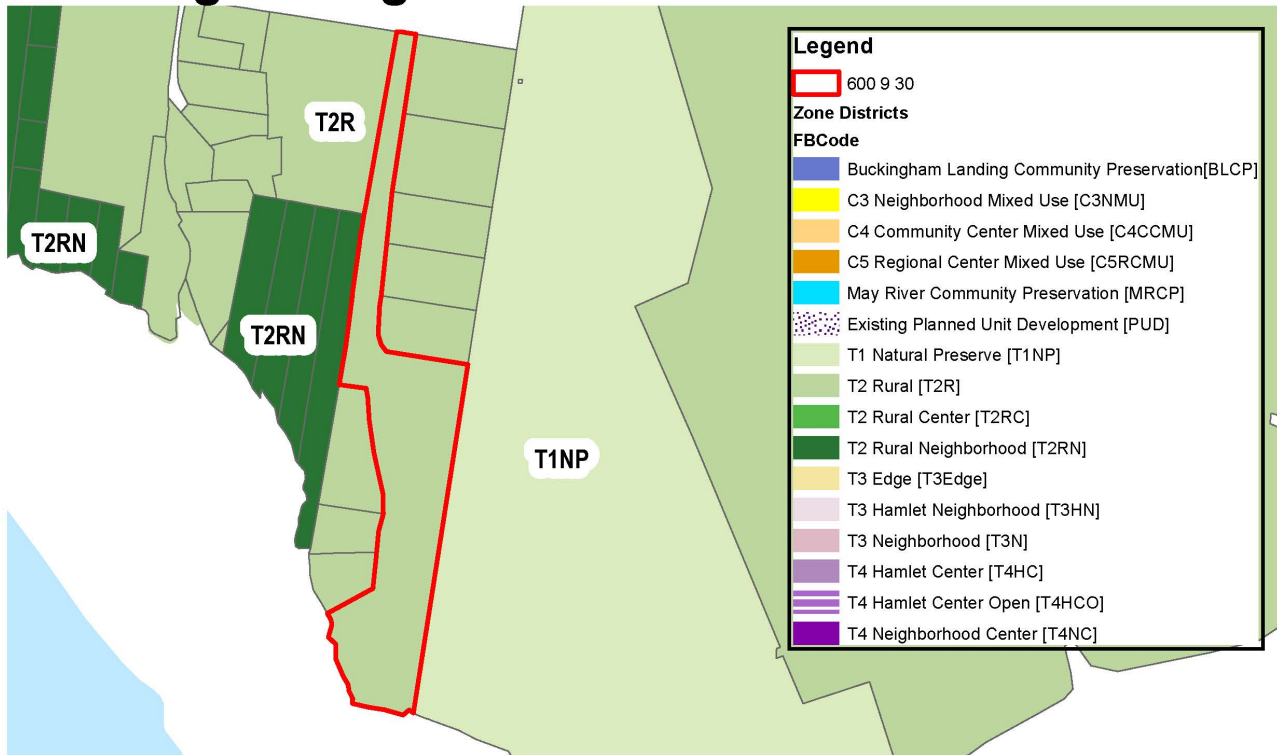 T2R
T2RN
T2RN
T1NP
Legend
600 9 30
Zone Districts
FBCode
Buckingham Landing Community Preservation[BLCP]
C3 Neighborhood Mixed Use [C3NMU]
C4 Community Center Mixed Use [C4CCMU]
C5 Regional Center Mixed Use [C5RCMU]
May River Community Preservation [MRCP]
Existing Planned Unit Development [PUD]
T1 Natural Preserve [T1NP]
T2 Rural [T2R]
T2 Rural Center [T2RC]
T2 Rural Neighborhood [T2RN]
T3 Edge [T3Edge]
T3 Hamlet Neighborhood [T3HN]
T3 Neighborhood [T3N]
T4 Hamlet Center [T4HC]
T4 Hamlet Center Open [T4HCO]
T4 Neighborhood Center [T4NC]